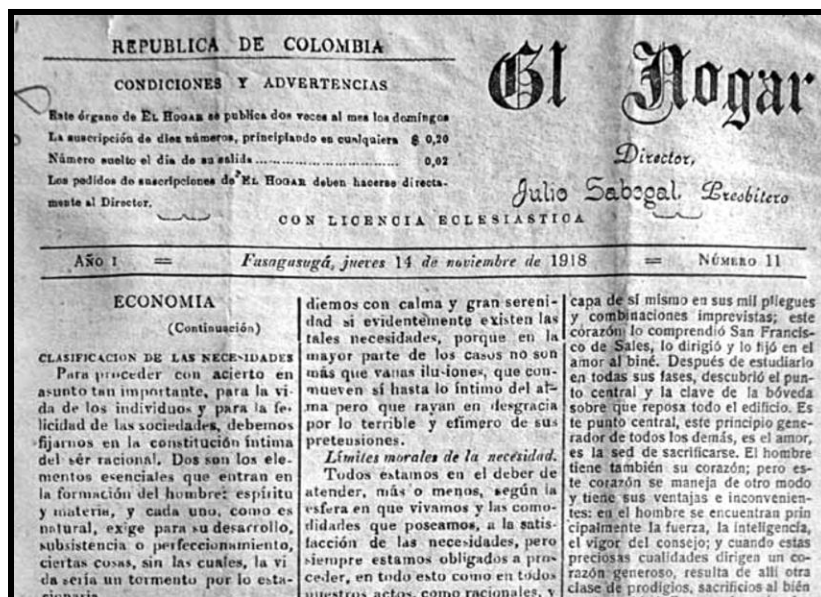 REPUBLICA DE COLOMBIA
CONDICIONES Y ADVERTENCIAS
Este órgano de EL HOGAR se publica dos veces al mes los domingos
La suscripción de diez números, principiando en cualquiera $ 0,20
Número suelto el día de su salida ........................ 0,02
Los pedidos de suscripciones de EL HOGAR deben hacerse directa-
mente al Director.
El Hogar
Director,
Julio Sabogal, Presbítero
CON LICENCIA ECLESIASTICA
AÑO I = Fusagasugá, jueves 14 de noviembre de 1918 = NÚMERO 11
ECONOMIA
(Continuación)
CLASIFICACION DE LAS NECESIDADES
Para proceder con acierto en
asunto tan importante, para la vi-
da de los individuos y para la fe-
licidad de las sociedades, debemos
fijarnos en la constitución íntima
del sér racional. Dos son los ele-
mentos esenciales que entran en
la formación del hombre: espíritu
y materia, y cada uno, como es
natural, exige para su desarrollo,
subsistencia o perfeccionamiento,
ciertas cosas, sin las cuales, la vi
da sería un tormento por lo esta-
cionaria.
diemos con calma y gran sereni-
dad si evidentemente existen las
tales necesidades, porque en la
mayor parte de los casos no son
más que vanas ilusiones, que con-
mueven sí hasta lo íntimo del al-
ma pero que rayan en desgracia
por lo terrible y efímero de sus
pretensiones.
Límites morales de la necesidad.
Todos estamos en el deber de
atender, más o menos, según la
esfera en que vivamos y las como-
didades que poseamos, a la satis-
facción de las necesidades, pero
siempre estamos obligados a pro-
ceder, en todo esto como en todos
nuestros actos, como racionales, y
capa de sí mismo en sus mil pliegues
y combinaciones imprevistas; este
corazón lo comprendió San Francis-
co de Sales, lo dirigió y lo fijó en el
amor al biné. Después de estudiarlo
en todas sus fases, descubrió el pun-
to central y la clave de la bóveda
sobre que reposa todo el edificio. Es
te punto central, este principio gene-
rador de todos los demás, es el amor,
es la sed de sacrificarse. El hombre
tiene también su corazón; pero es-
te corazón se maneja de otro modo
y tiene sus ventajas e inconvenien-
tes: en el hombre se encuentran prin
cipalmente la fuerza, la inteligencia,
el vigor del consejo; y cuando estas
preciosas cualidades dirigen un co-
razón generoso, resulta de allí otra
clase de prodigios, sacrificios al bién